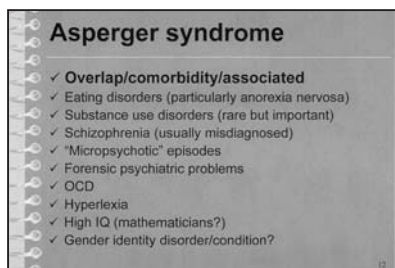 Asperger syndrome
✓ Overlap/comorbidity/associated
✓ Eating disorders (particularly anorexia nervosa)
✓ Substance use disorders (rare but important)
✓ Schizophrenia (usually misdiagnosed)
✓ “Micropsychotic” episodes
✓ Forensic psychiatric problems
✓ OCD
✓ Hyperlexia
✓ High IQ (mathematicians?)
✓ Gender identity disorder/condition?
12